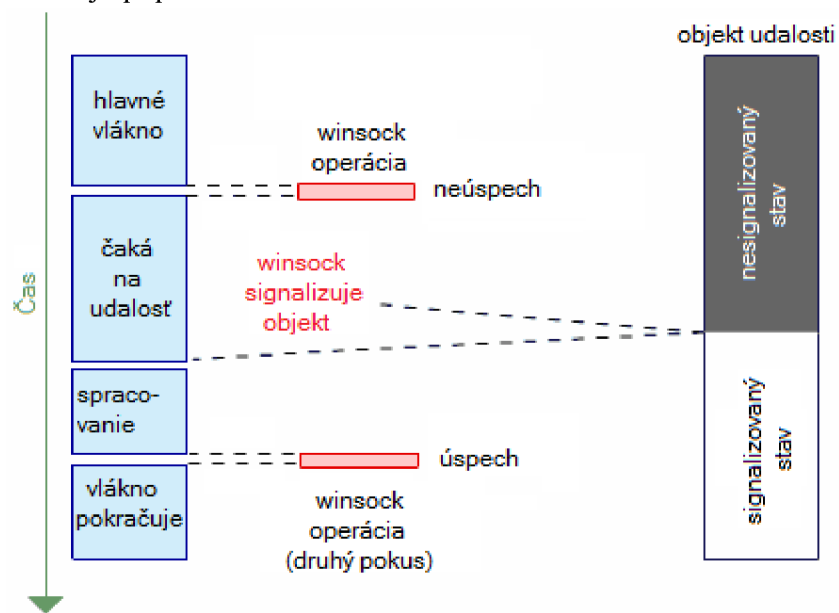 objekt udalosti
hlavné
vlákno
winsock
operácia
neúspech
nesignalizovaný
stav
čaká
na
udalosť
winsock
signalizuje
objekt
Čas
spraco-
vanie
úspech
signalizovaný
stav
vlákno
pokračuje
winsock
operácia
(druhý pokus)